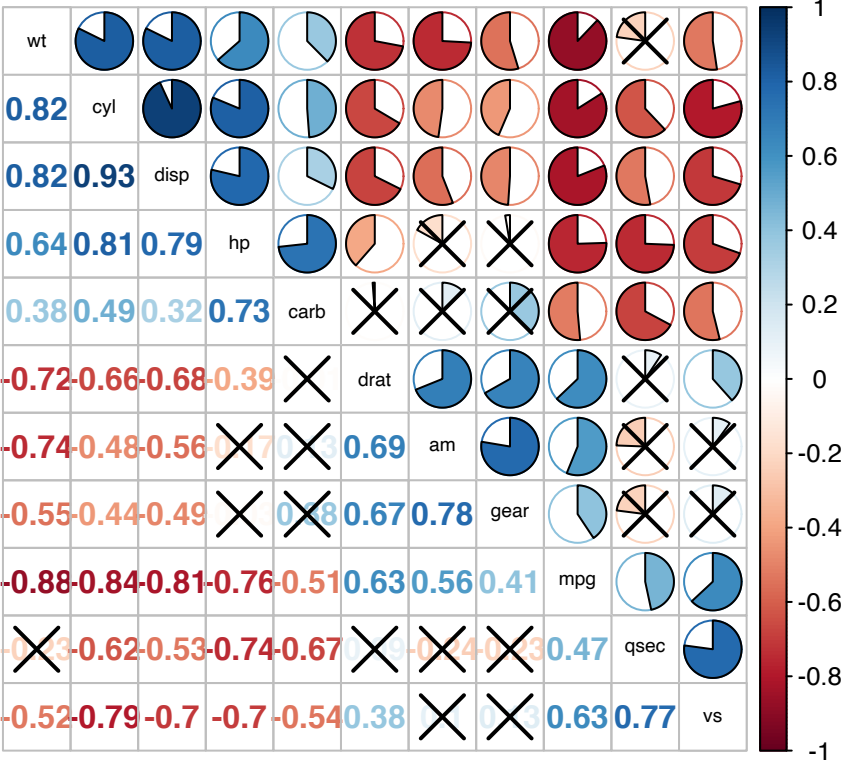 wt
0.82 cyl
0.82 0.93 disp
0.64 0.81 0.79 hp
0.38 0.49 0.32 0.73 carb
-0.72 -0.66 -0.68 -0.39 drat
-0.74 -0.48 -0.56 0.69 am
-0.55 -0.44 -0.49 0.67 0.78 gear
-0.88 -0.84 -0.81 -0.76 -0.51 0.63 0.56 0.41 mpg
-0.23 -0.62 -0.53 -0.74 -0.67 -0.24 -0.23 0.47 qsec
-0.52 -0.79 -0.7 -0.7 -0.54 0.38 0.63 0.77 vs
1
0.8
0.6
0.4
0.2
0
-0.2
-0.4
-0.6
-0.8
-1